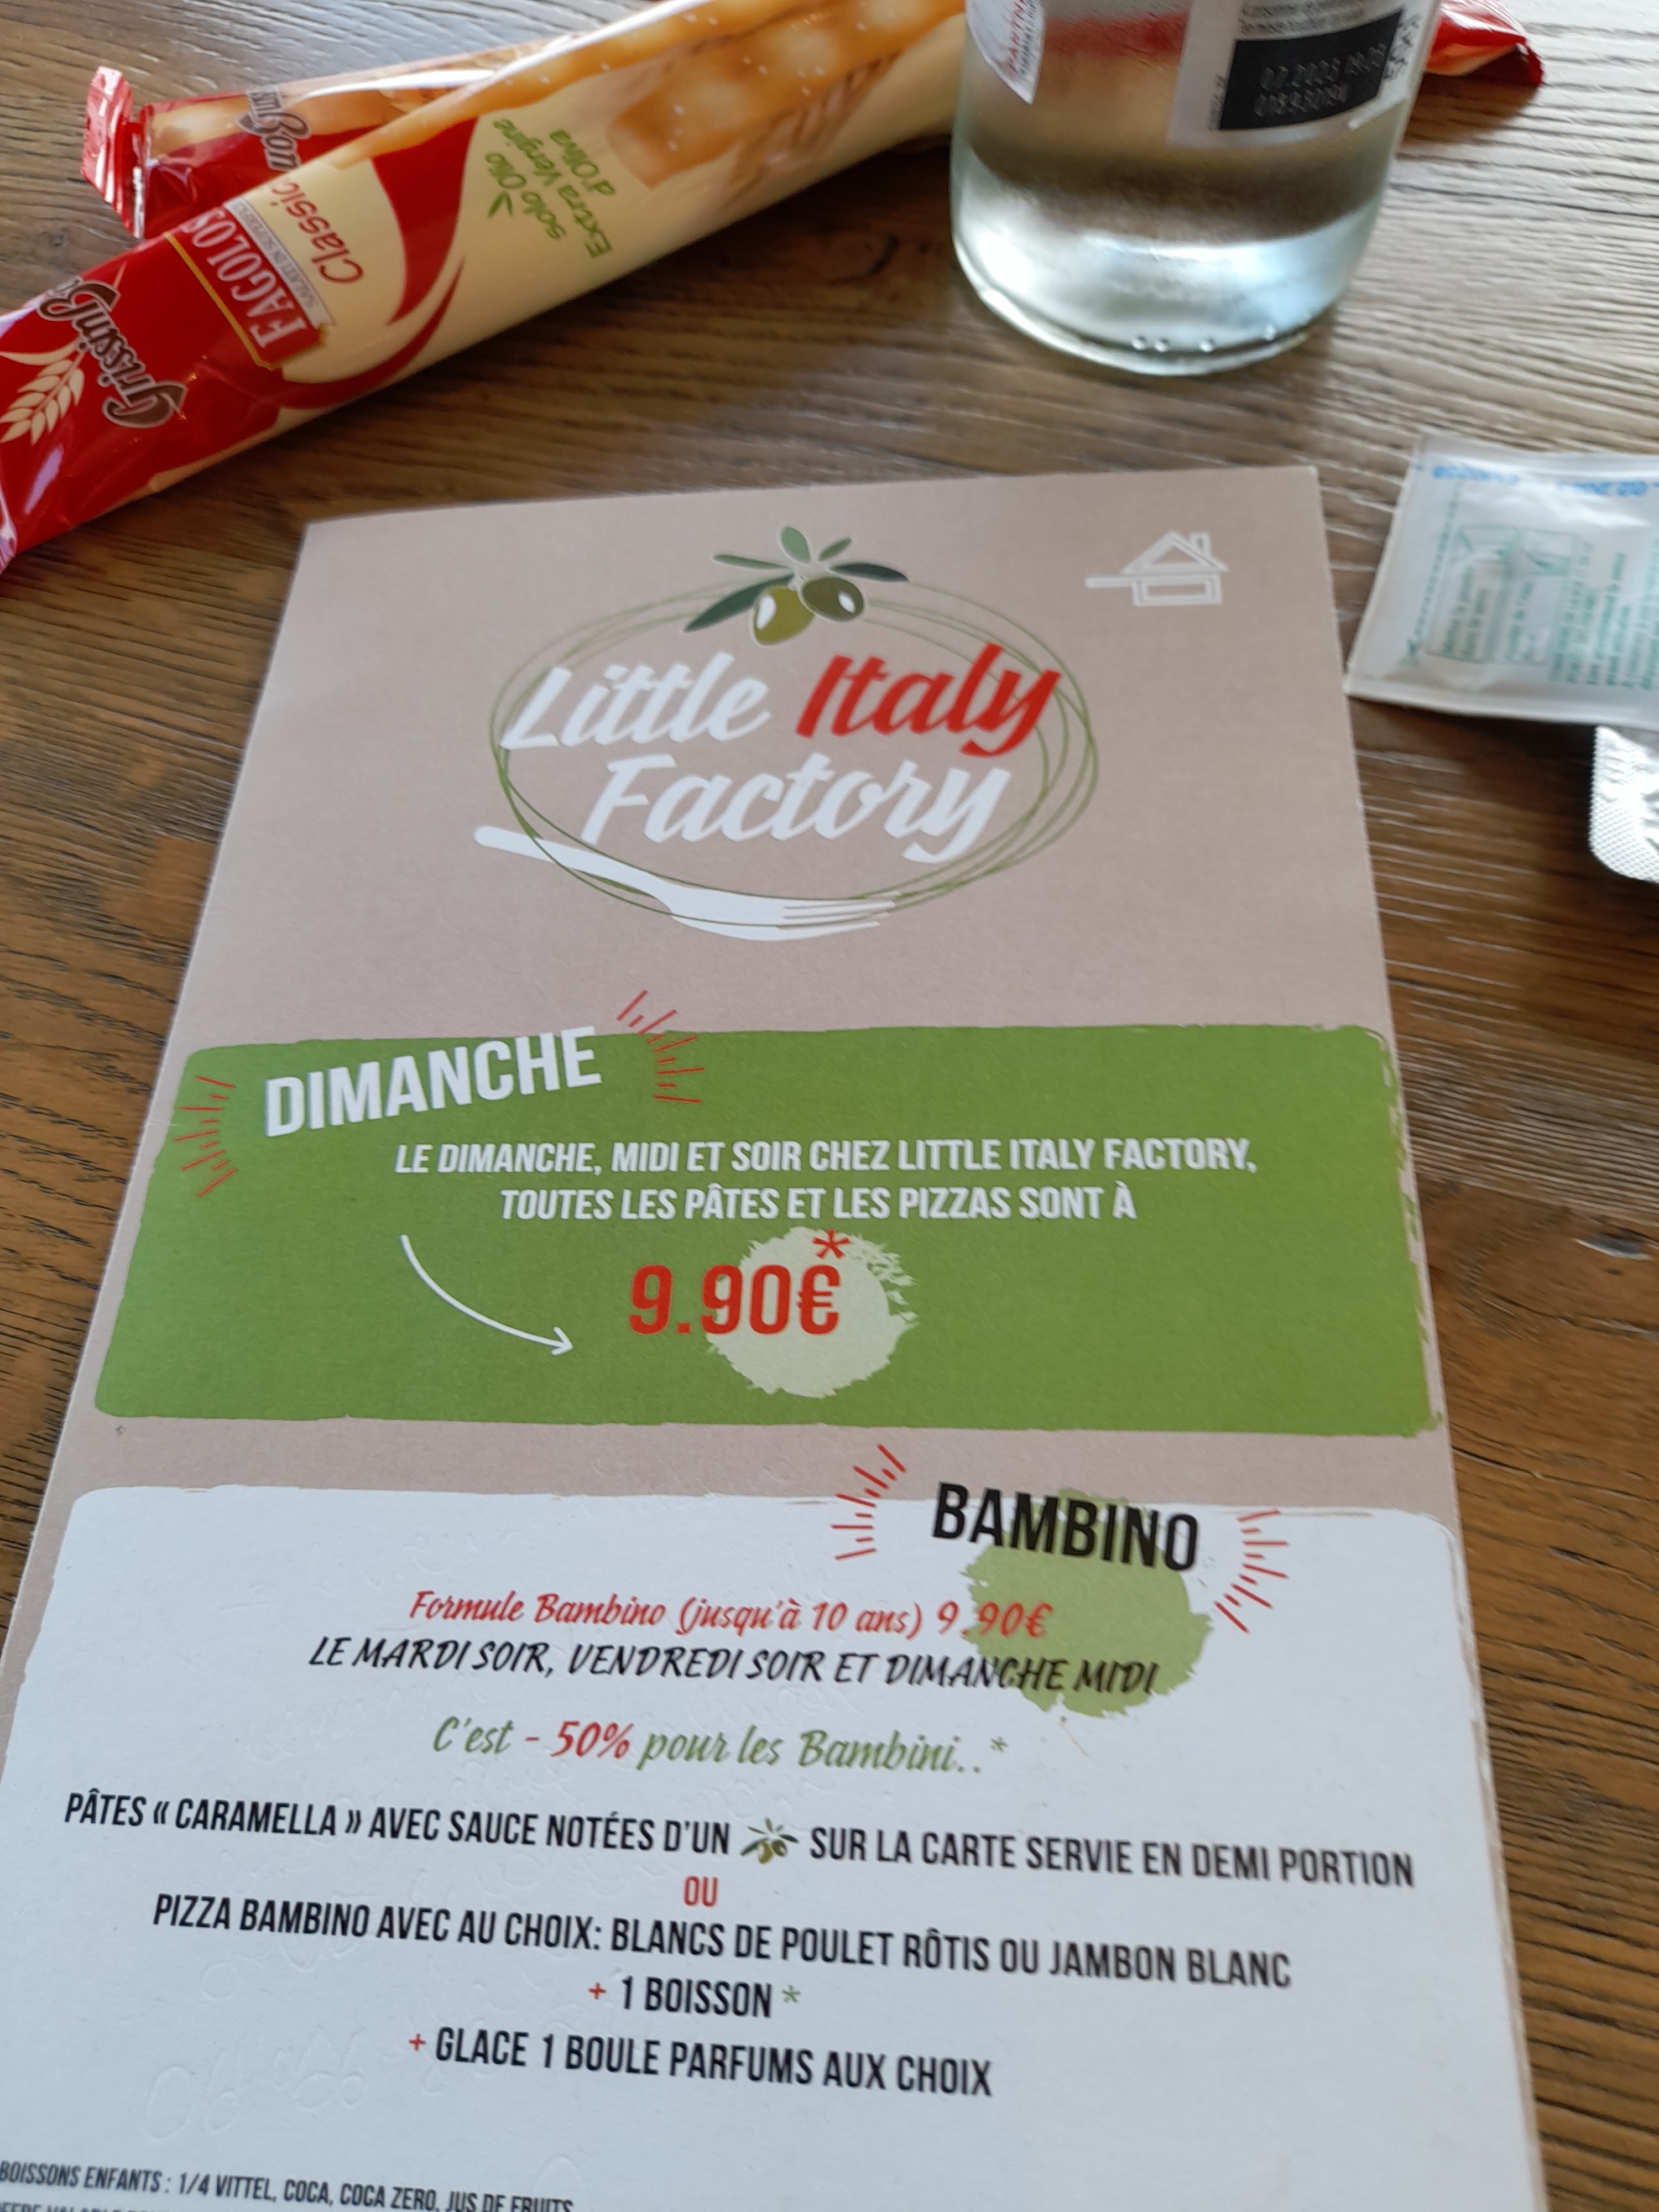 GrissinBon
FAGOLOSI
Classic
Solo Olio
Extra Vergine
d'Oliva
07.2023
Little Italy
Factory
DIMANCHE
LE DIMANCHE, MIDI ET SOIR CHEZ LITTLE ITALY FACTORY,
TOUTES LES PÂTES ET LES PIZZAS SONT À
9.90€*
BAMBINO
Formule Bambino (jusqu'à 10 ans) 9.90€
LE MARDI SOIR, VENDREDI SOIR ET DIMANCHE MIDI
C'est - 50% pour les Bambini..*
PÂTES « CARAMELLA » AVEC SAUCE NOTÉES D'UN SUR LA CARTE SERVIE EN DEMI PORTION
OU
PIZZA BAMBINO AVEC AU CHOIX: BLANCS DE POULET RÔTIS OU JAMBON BLANC
+ 1 BOISSON *
+ GLACE 1 BOULE PARFUMS AUX CHOIX
BOISSONS ENFANTS : 1/4 VITTEL, COCA, COCA ZERO, JUS DE FRUITS